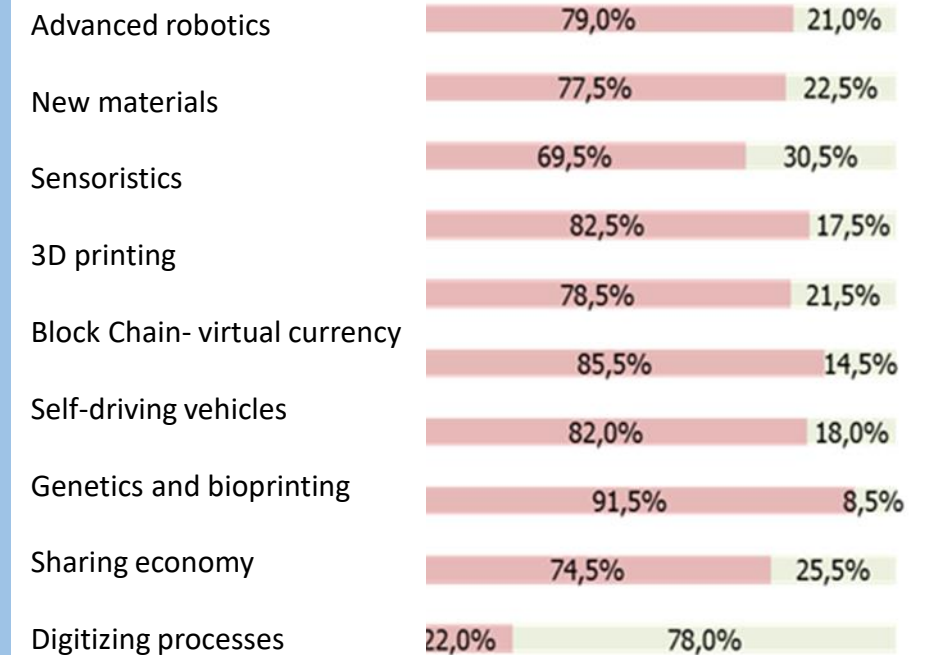 Advanced robotics 79,0% 21,0%
New materials 77,5% 22,5%
Sensoristics 69,5% 30,5%
3D printing 82,5% 17,5%
Block Chain- virtual currency 78,5% 21,5%
85,5% 14,5%
Self-driving vehicles 82,0% 18,0%
Genetics and bioprinting 91,5% 8,5%
Sharing economy 74,5% 25,5%
Digitizing processes 22,0% 78,0%